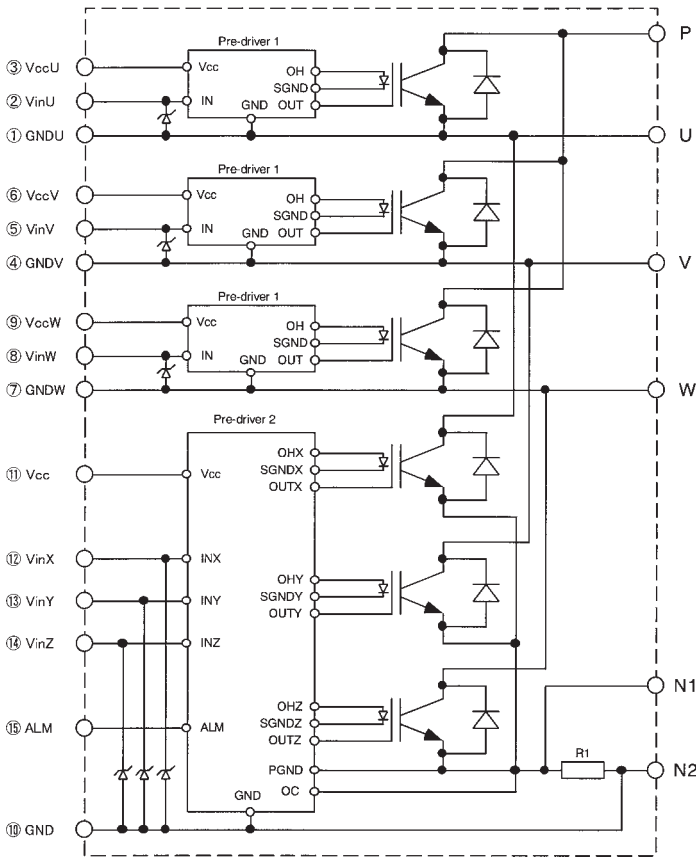 Pre-driver 1
③ VccU
Vcc
OH
SGND
② VinU
IN
GND
OUT
① GNDU
P
U
Pre-driver 1
⑥ VccV
Vcc
OH
SGND
⑤ VinV
IN
GND
OUT
④ GNDV
V
Pre-driver 1
⑨ VccW
Vcc
OH
SGND
⑧ VinW
IN
GND
OUT
⑦ GNDW
W
Pre-driver 2
⑪ Vcc
Vcc
OHX
SGNDX
OUTX
⑫ VinX
INX
⑬ VinY
INY
⑭ VinZ
INZ
OHY
SGNDY
OUTY
⑮ ALM
ALM
OHZ
SGNDZ
OUTZ
PGND
OC
GND
⑩ GND
N1
R1
N2